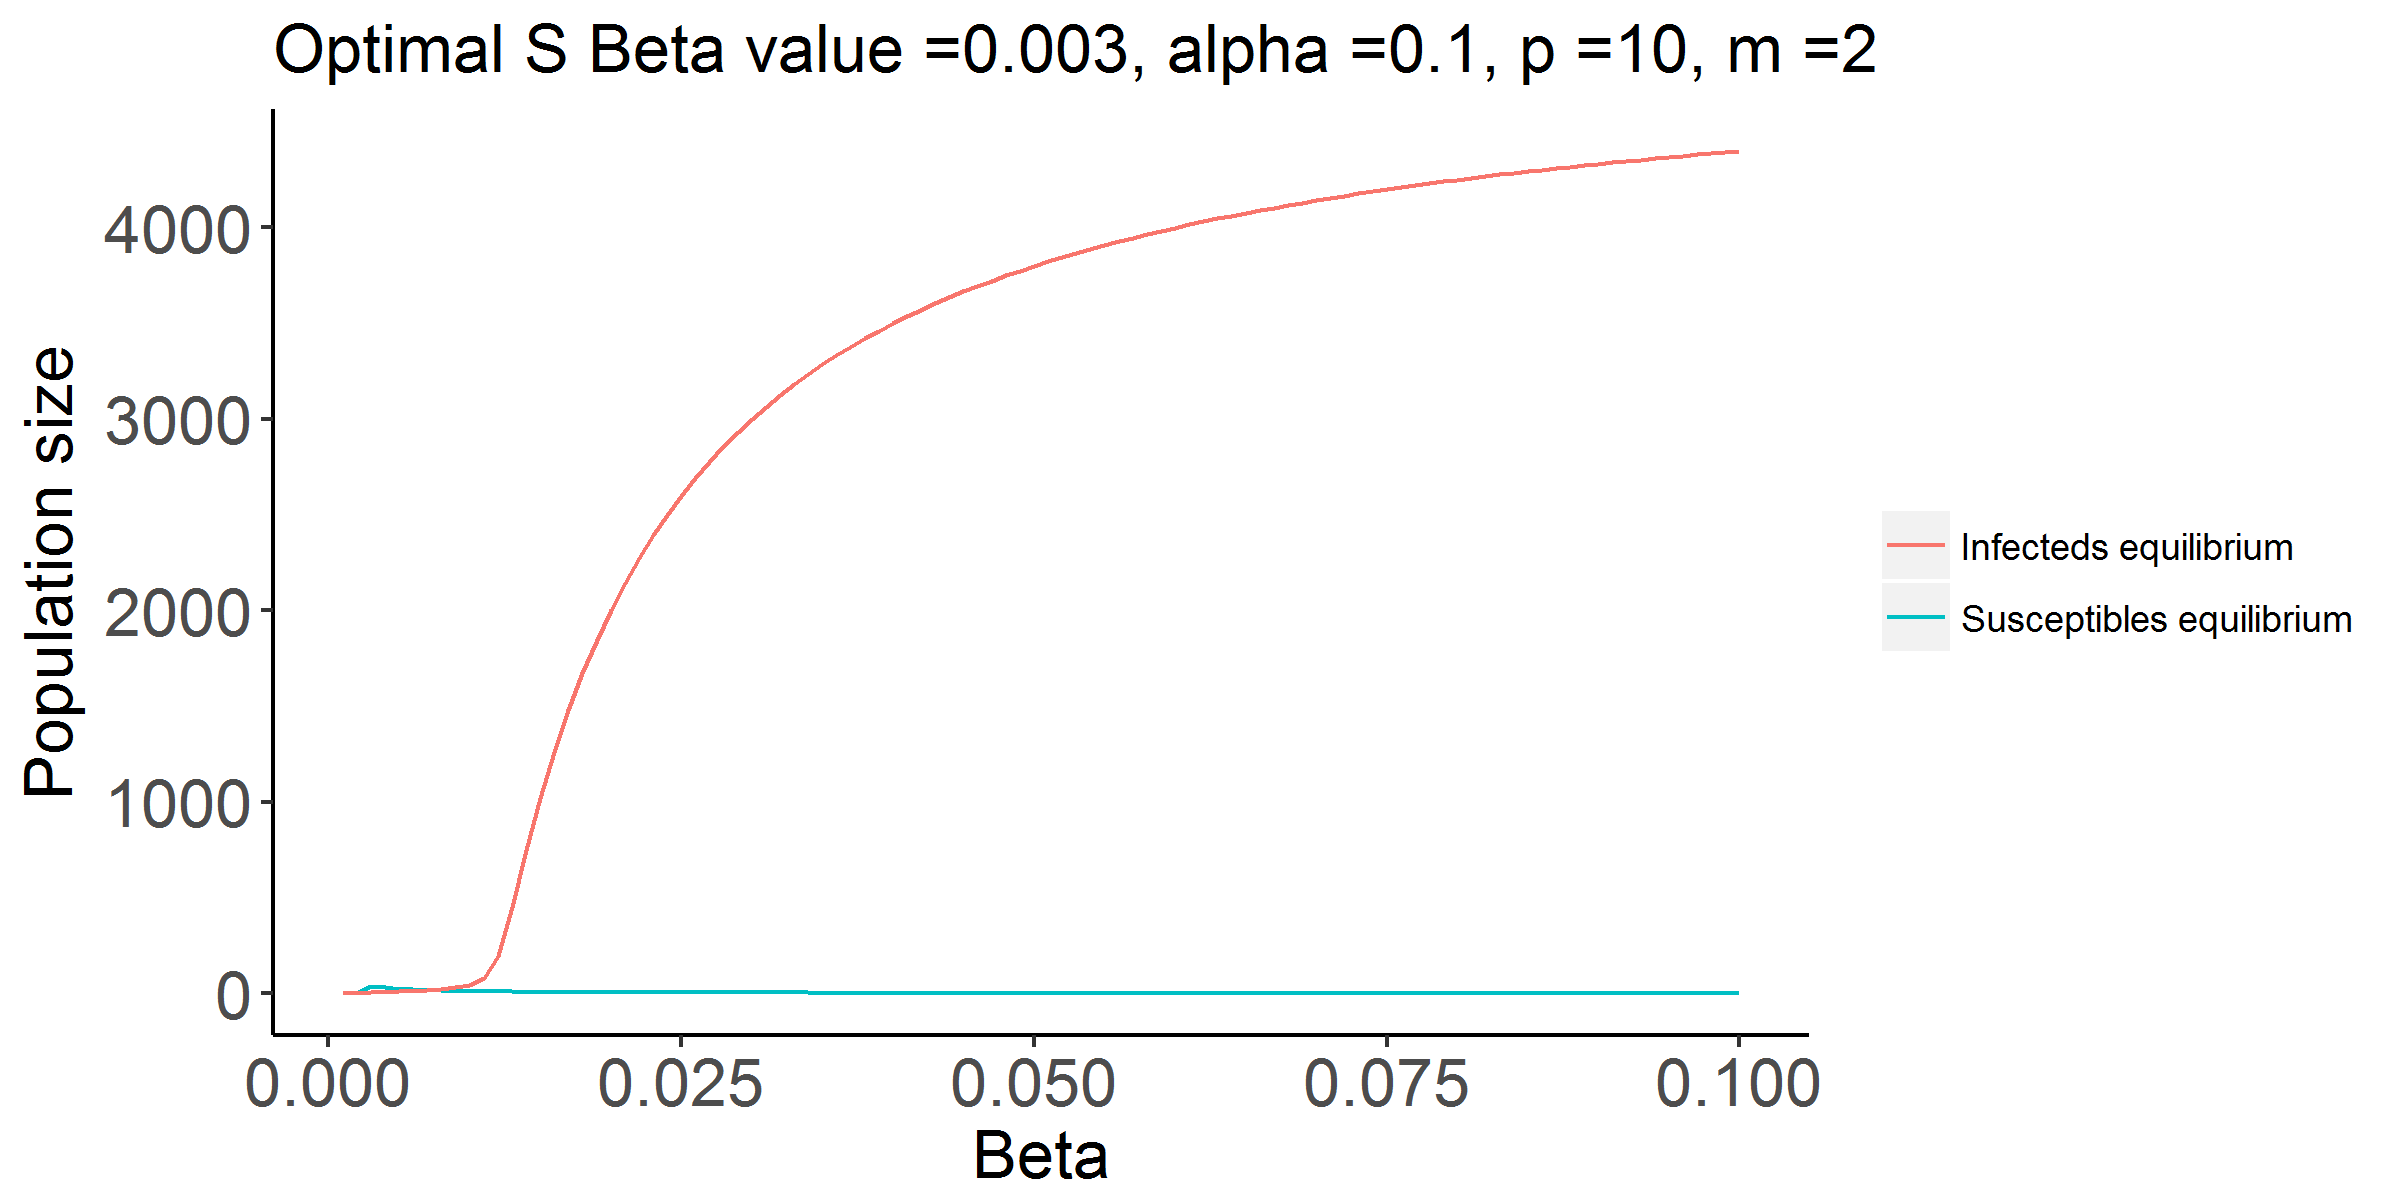 Optimal S Beta value =0.003, alpha =0.1, p =10, m =2
Population size
4000
3000
2000
1000
0
0.000 0.025 0.050 0.075 0.100
Beta
Infecteds equilibrium
Susceptibles equilibrium